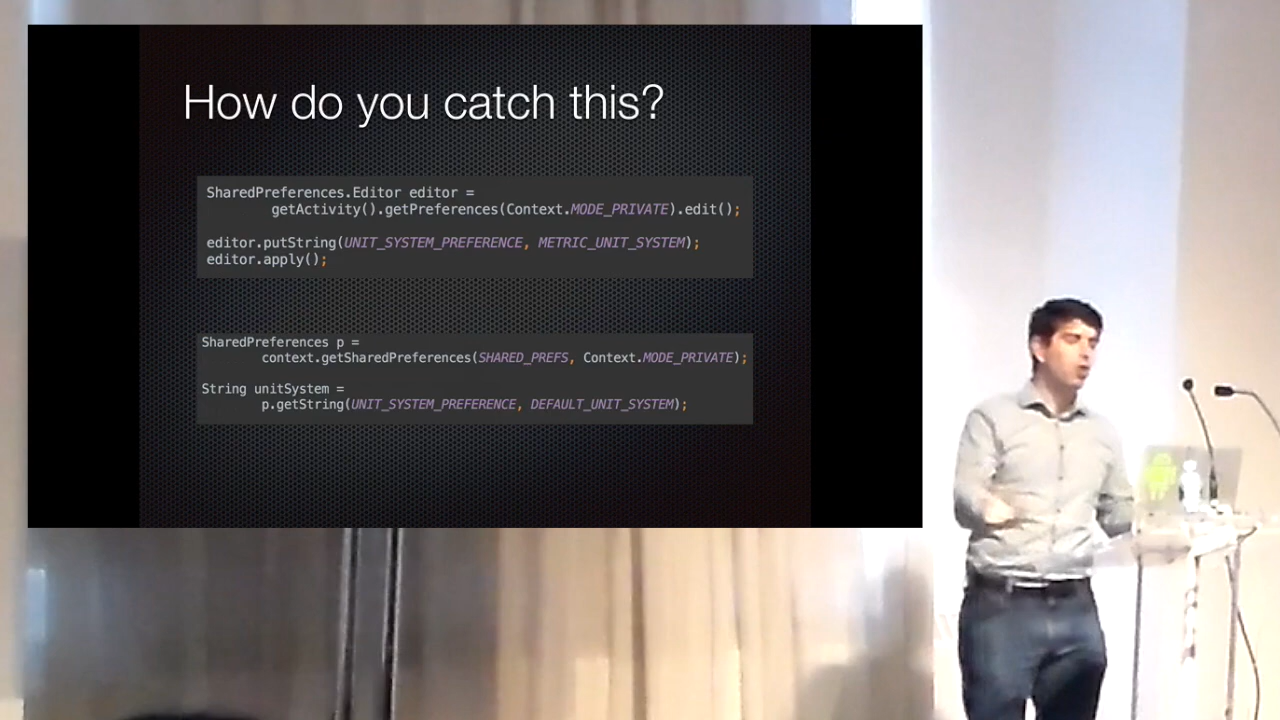 How do you catch this?
SharedPreferences.Editor editor =
getActivity().getPreferences(Context.MODE_PRIVATE).edit();
editor.putString(UNIT_SYSTEM_PREFERENCE, METRIC_UNIT_SYSTEM);
editor.apply();
SharedPreferences p =
context.getSharedPreferences(SHARED_PREFS, Context.MODE_PRIVATE);
String unitSystem =
p.getString(UNIT_SYSTEM_PREFERENCE, DEFAULT_UNIT_SYSTEM);